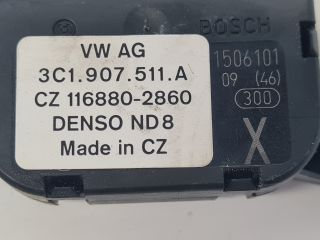 VW AG
3C1.907.511.A
CZ 116880-2860
DENSO ND8
Made in CZ
BOSCH
1506101
09 (46)
300
X